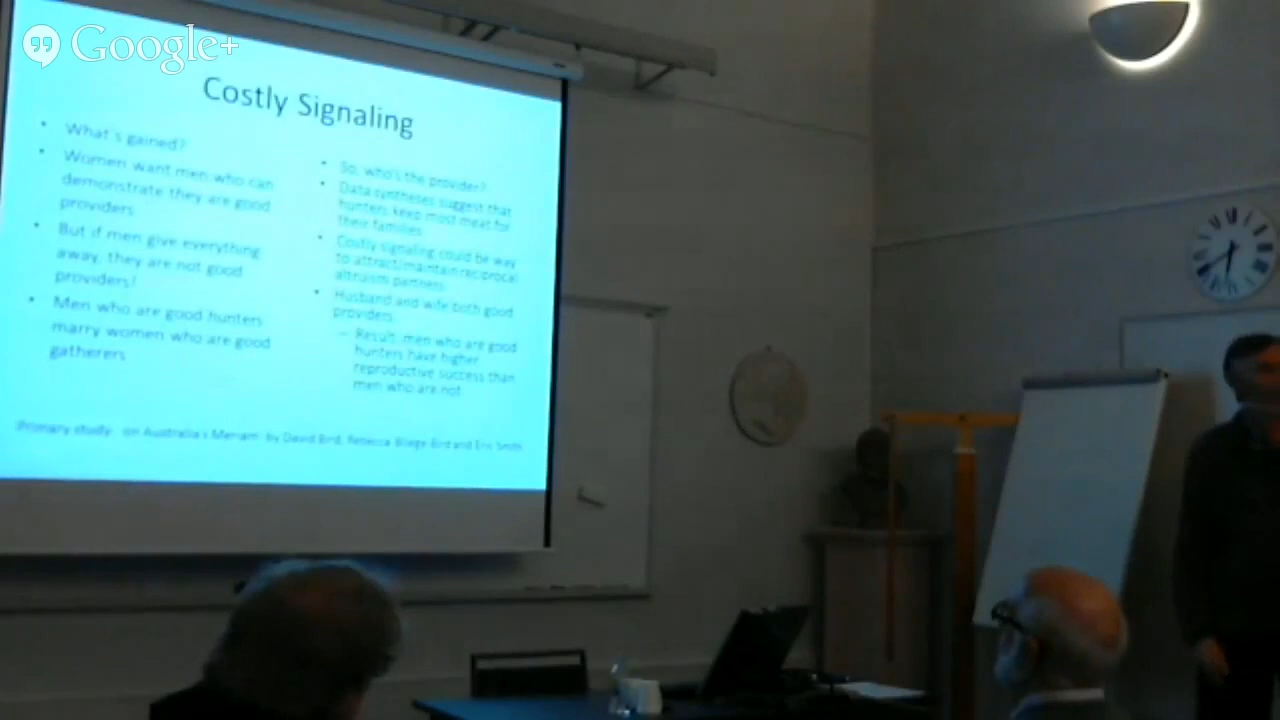 Google+
Costly Signaling
• What's gained?
• Women want men who can
demonstrate they are good
providers
• But if men give everything
away, they are not good
providers!
• Men who are good hunters
marry women who are good
gatherers
• So, who's the provider?
• Data syntheses suggest that
hunters keep most meat for
their families
• Costly signaling could be way
to attract/maintain reciprocal
altruism partners
• Husband and wife both good
providers
– Result: men who are good
hunters have higher
reproductive success than
men who are not
Primary study: on Australia's Meriam by David Bird, Rebecca Bliege Bird and Eric Smith